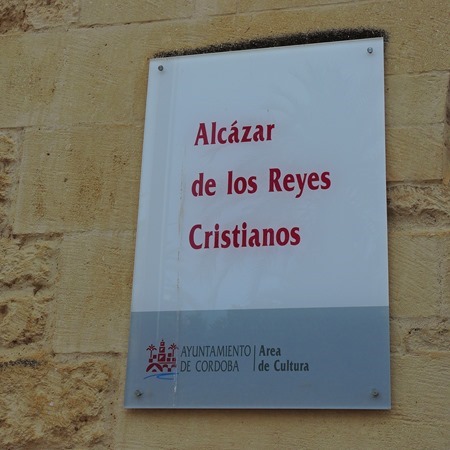 Alcázar
de los Reyes
Cristianos
AYUNTAMIENTO
DE CORDOBA
Area
de Cultura